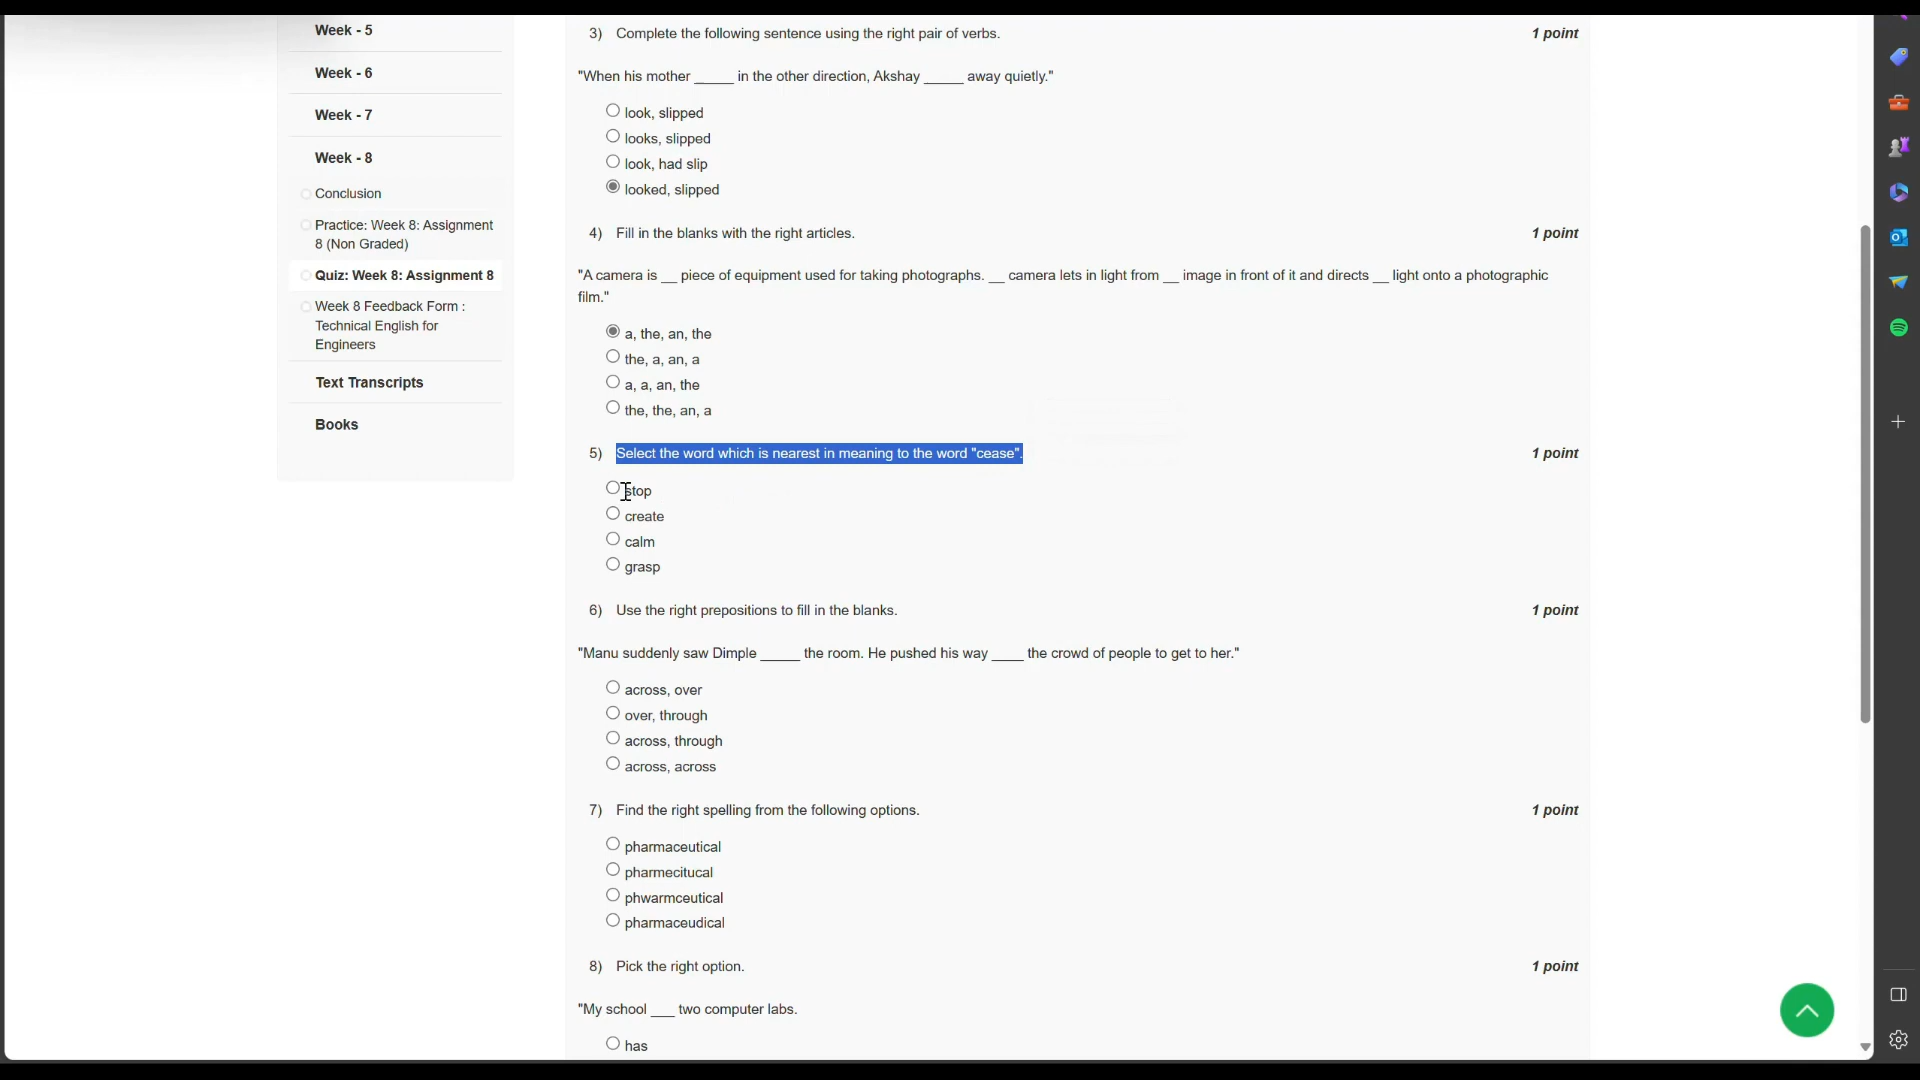 Week - 5
Week - 6
Week - 7
Week - 8
Conclusion
Practice: Week 8: Assignment
8 (Non Graded)
Quiz: Week 8: Assignment 8
Week 8 Feedback Form :
Technical English for
Engineers
Text Transcripts
Books
3) Complete the following sentence using the right pair of verbs. 1 point
"When his mother _____ in the other direction, Akshay _____ away quietly."
look, slipped
looks, slipped
look, had slip
looked, slipped
4) Fill in the blanks with the right articles. 1 point
"A camera is __ piece of equipment used for taking photographs. __ camera lets in light from __ image in front of it and directs __ light onto a photographic
film."
a, the, an, the
the, a, an, a
a, a, an, the
the, the, an, a
5) Select the word which is nearest in meaning to the word "cease". 1 point
stop
create
calm
grasp
6) Use the right prepositions to fill in the blanks. 1 point
"Manu suddenly saw Dimple _____ the room. He pushed his way ____ the crowd of people to get to her."
across, over
over, through
across, through
across, across
7) Find the right spelling from the following options. 1 point
pharmaceutical
pharmecitucal
phwarmceutical
pharmaceudical
8) Pick the right option. 1 point
"My school ___ two computer labs.
has